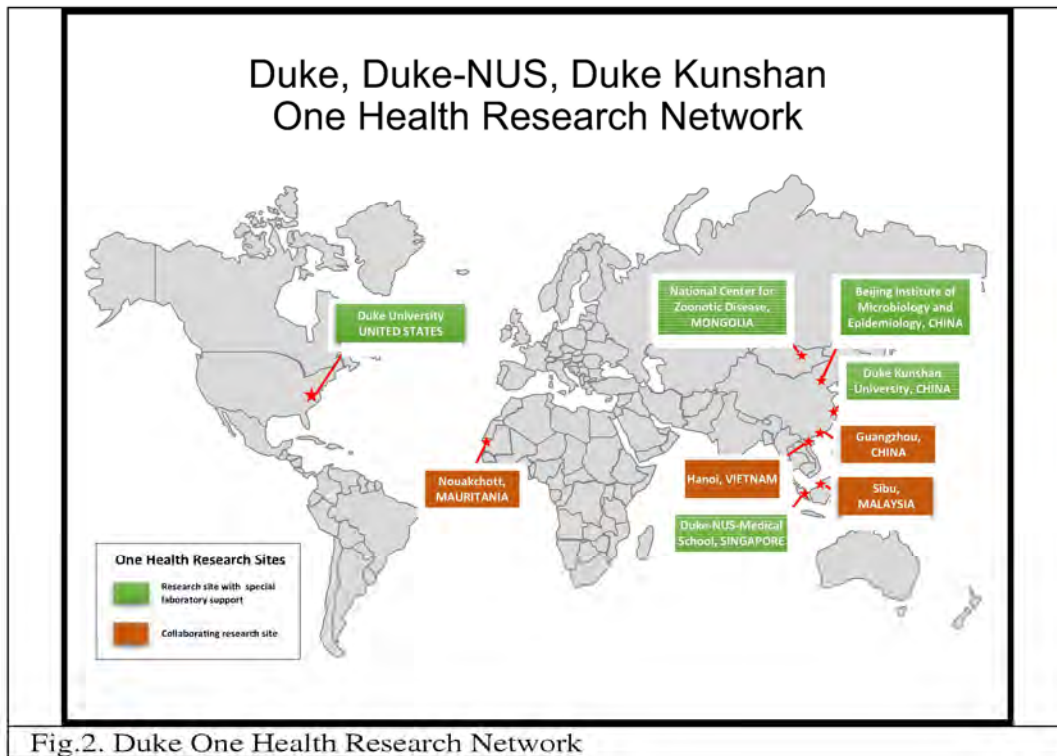 Duke, Duke-NUS, Duke Kunshan
One Health Research Network
Duke University
UNITED STATES
National Center for
Zoonotic Disease,
MONGOLIA
Beijing Institute of
Microbiology and
Epidemiology, CHINA
Duke Kunshan
University, CHINA
Guangzhou,
CHINA
Nouakchott,
MAURITANIA
Hanoi, VIETNAM
Sibu,
MALAYSIA
Duke-NUS-Medical
School, SINGAPORE
One Health Research Sites
Research site with special
laboratory support
Collaborating research site
Fig.2. Duke One Health Research Network